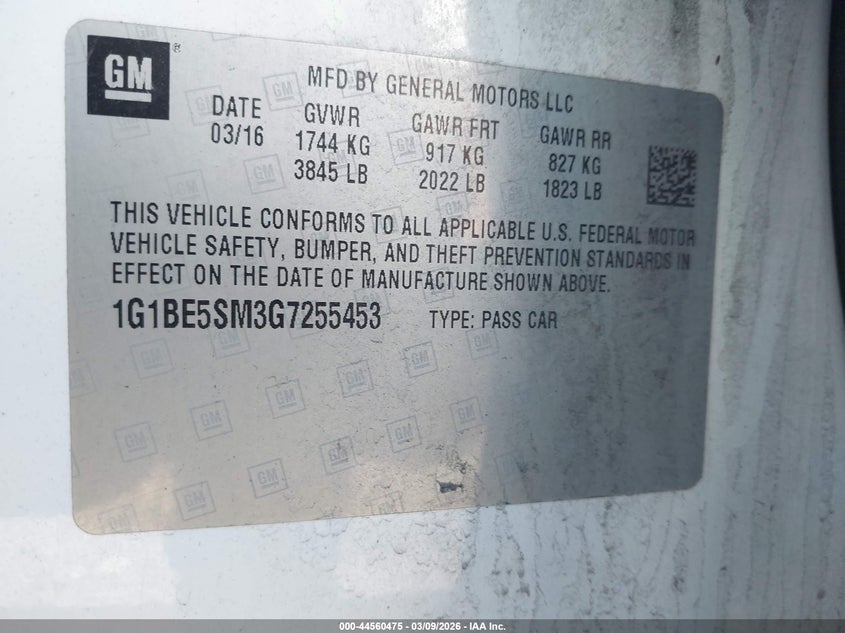 GM
®
MFD BY GENERAL MOTORS LLC
DATE GVWR GAWR FRT GAWR RR
03/16 1744 KG 917 KG 827 KG
3845 LB 2022 LB 1823 LB
THIS VEHICLE CONFORMS TO ALL APPLICABLE U.S. FEDERAL MOTOR
VEHICLE SAFETY, BUMPER, AND THEFT PREVENTION STANDARDS IN
EFFECT ON THE DATE OF MANUFACTURE SHOWN ABOVE.
1G1BE5SM3G7255453 TYPE: PASS CAR
000-44560475 - 03/09/2026 - IAA Inc.